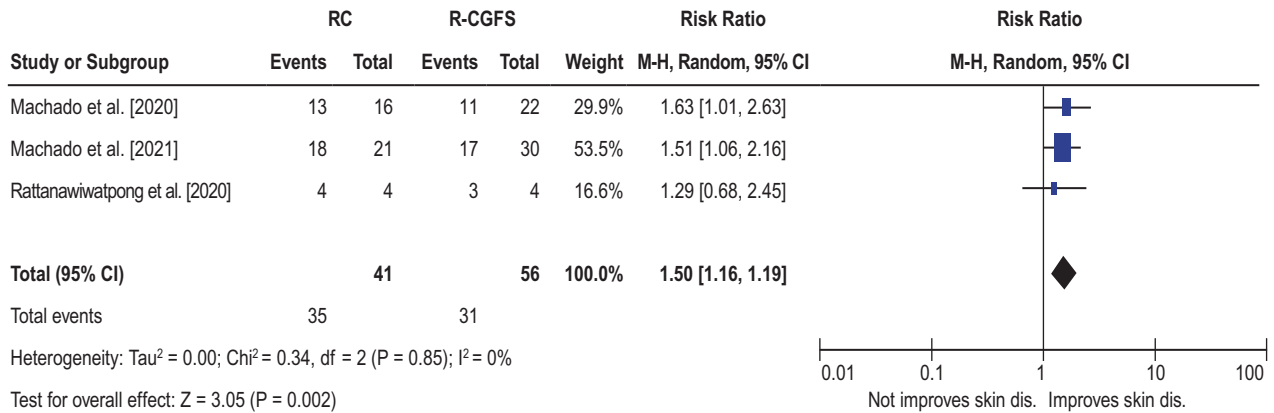 RC R-CGFS Risk Ratio Risk Ratio
Study or Subgroup Events Total Events Total Weight M-H, Random, 95% CI M-H, Random, 95% CI
Machado et al. [2020] 13 16 11 22 29.9% 1.63 [1.01, 2.63]
Machado et al. [2021] 18 21 17 30 53.5% 1.51 [1.06, 2.16]
Rattanawiwatpong et al. [2020] 4 4 3 4 16.6% 1.29 [0.68, 2.45]
Total (95% CI) 41 56 100.0% 1.50 [1.16, 1.19]
Total events 35 31
Heterogeneity: Tau² = 0.00; Chi² = 0.34, df = 2 (P = 0.85); I² = 0%
0.01 0.1 1 10 100
Test for overall effect: Z = 3.05 (P = 0.002) Not improves skin dis. Improves skin dis.